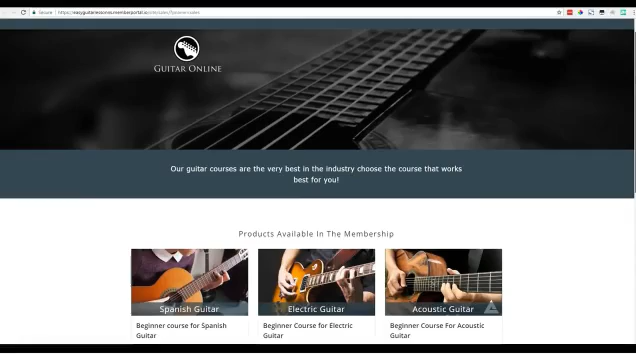 Secure
GUITAR ONLINE
Our guitar courses are the very best in the industry choose the course that works
best for you!
Products Available In The Membership
Spanish Guitar
Electric Guitar
Acoustic Guitar
Beginner course for Spanish
Guitar
Beginner Course for Electric
Guitar
Beginner Course For Acoustic
Guitar